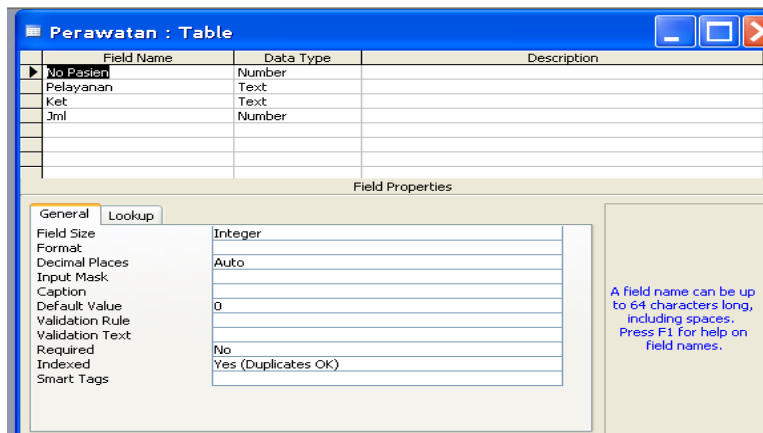 Perawatan : Table
Field Name Data Type Description
No Pasien Number
Pelayanan Text
Ket Text
Jml Number
Field Properties
General Lookup
Field Size Integer
Format
Decimal Places Auto
Input Mask
Caption
Default Value 0
Validation Rule
Validation Text
Required No
Indexed Yes (Duplicates OK)
Smart Tags
A field name can be up
to 64 characters long,
including spaces.
Press F1 for help on
field names.